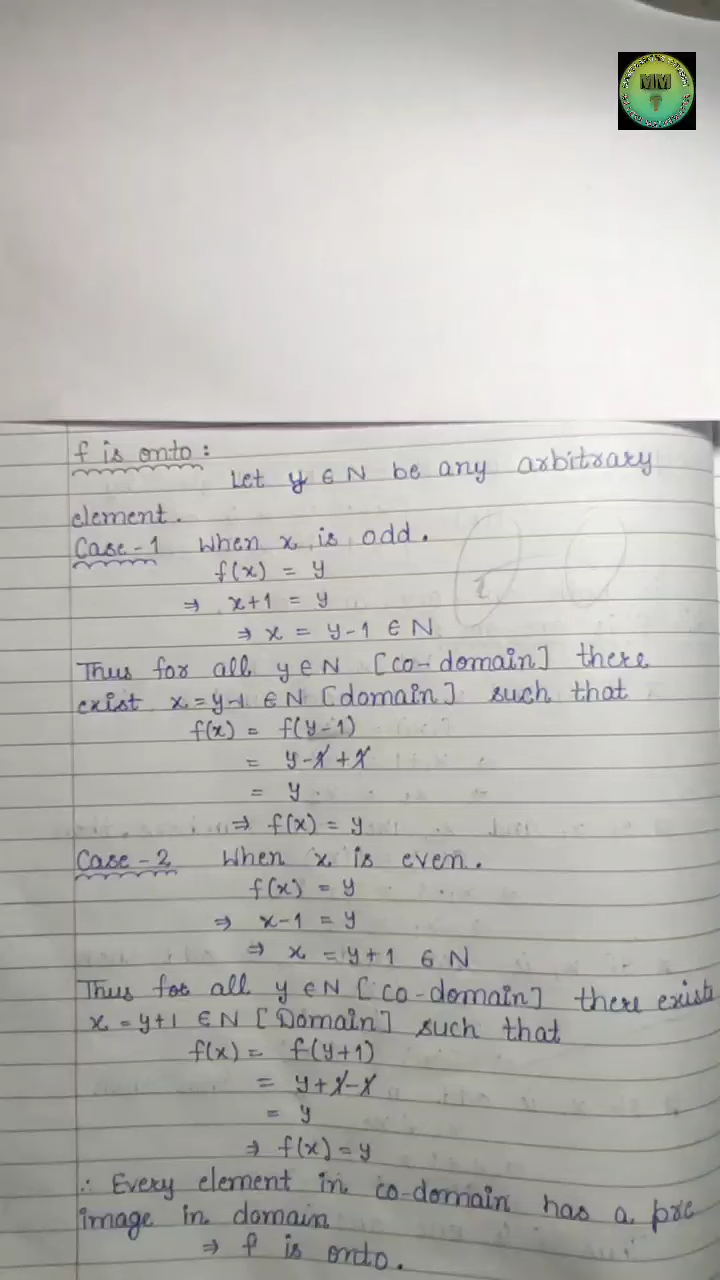 MM
f is onto :
Let y ∈ N be any arbitrary
element.
Case-1 When x is odd.
f(x) = y
⇒ x+1 = y
⇒ x = y-1 ∈ N
Thus for all y ∈ N [co-domain] there
exist x = y-1 ∈ N [domain] such that
f(x) = f(y-1)
= y-1+1
= y
⇒ f(x) = y
Case-2 When x is even.
f(x) = y
⇒ x-1 = y
⇒ x = y+1 ∈ N
Thus for all y ∈ N [co-domain] there exists
x = y+1 ∈ N [Domain] such that
f(x) = f(y+1)
= y+1-1
= y
⇒ f(x) = y
∴ Every element in co-domain has a pre
image in domain
⇒ f is onto.